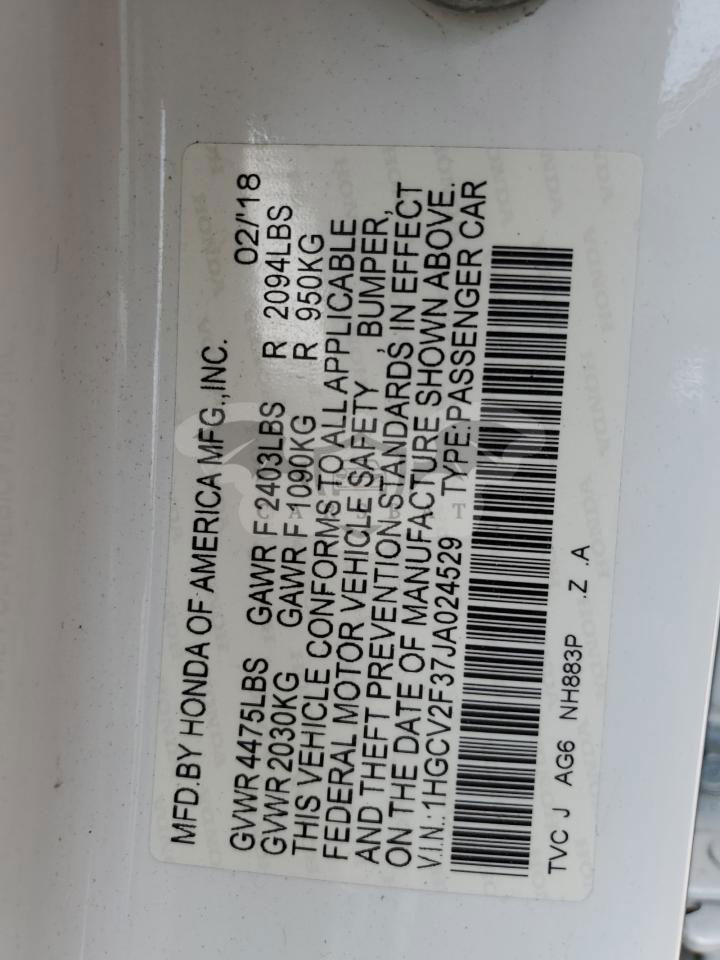 MFD.BY HONDA OF AMERICA MFG.,INC. 02/'18
GVWR 4475LBS GAWR F 2403LBS R 2094LBS
GVWR 2030KG GAWR F 1090KG R 950KG
THIS VEHICLE CONFORMS TO ALL APPLICABLE
FEDERAL MOTOR VEHICLE SAFETY , BUMPER,
AND THEFT PREVENTION STANDARDS IN EFFECT
ON THE DATE OF MANUFACTURE SHOWN ABOVE.
V.I.N.:1HGCV2F37JA024529 TYPE:PASSENGER CAR
TVC J AG6 NH883P .Z .A